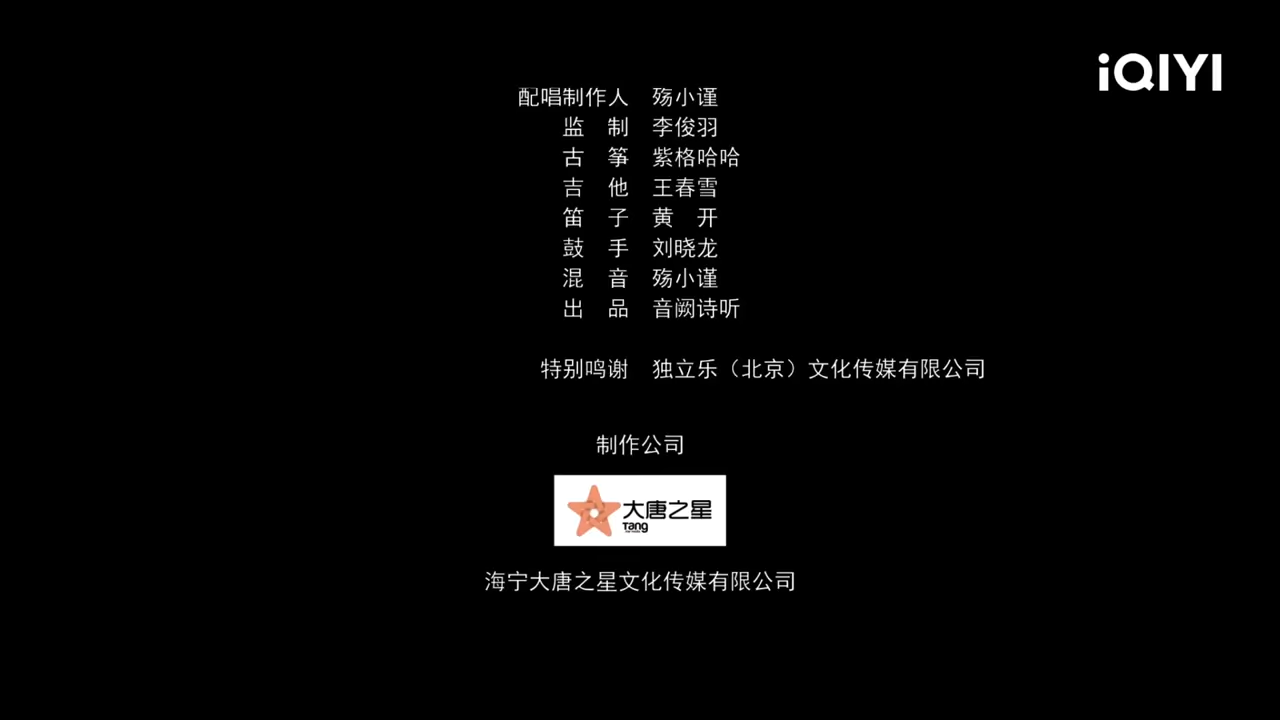 iQIYI
配唱制作人 殇小谨
监 制 李俊羽
古 筝 紫格哈哈
吉 他 王春雪
笛 子 黄 开
鼓 手 刘晓龙
混 音 殇小谨
出 品 音阙诗听
特别鸣谢 独立乐（北京）文化传媒有限公司
制作公司
大唐之星
Tang
海宁大唐之星文化传媒有限公司